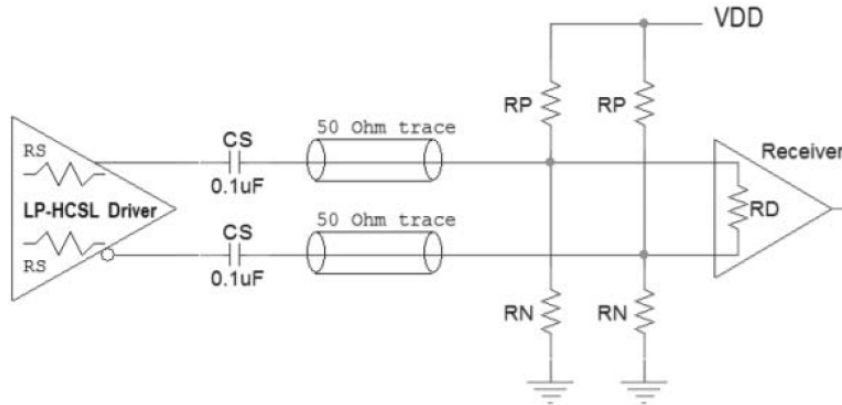 VDD
RP RP
50 Ohm trace
CS
RS
0.1uF
Receiver
LP-HCSL Driver
RD
50 Ohm trace
CS
RS
0.1uF
RN RN